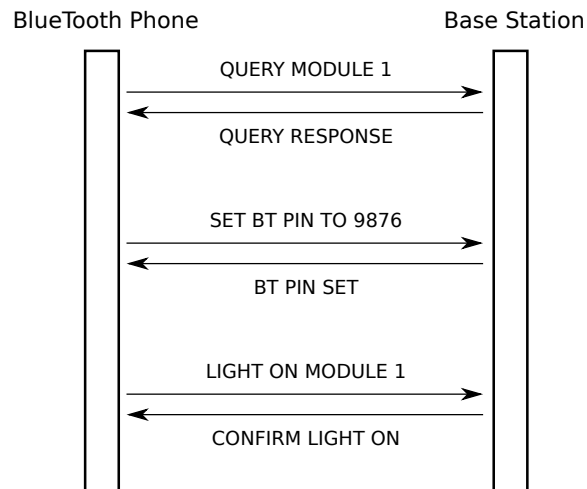 BlueTooth Phone
Base Station
QUERY MODULE 1
QUERY RESPONSE
SET BT PIN TO 9876
BT PIN SET
LIGHT ON MODULE 1
CONFIRM LIGHT ON